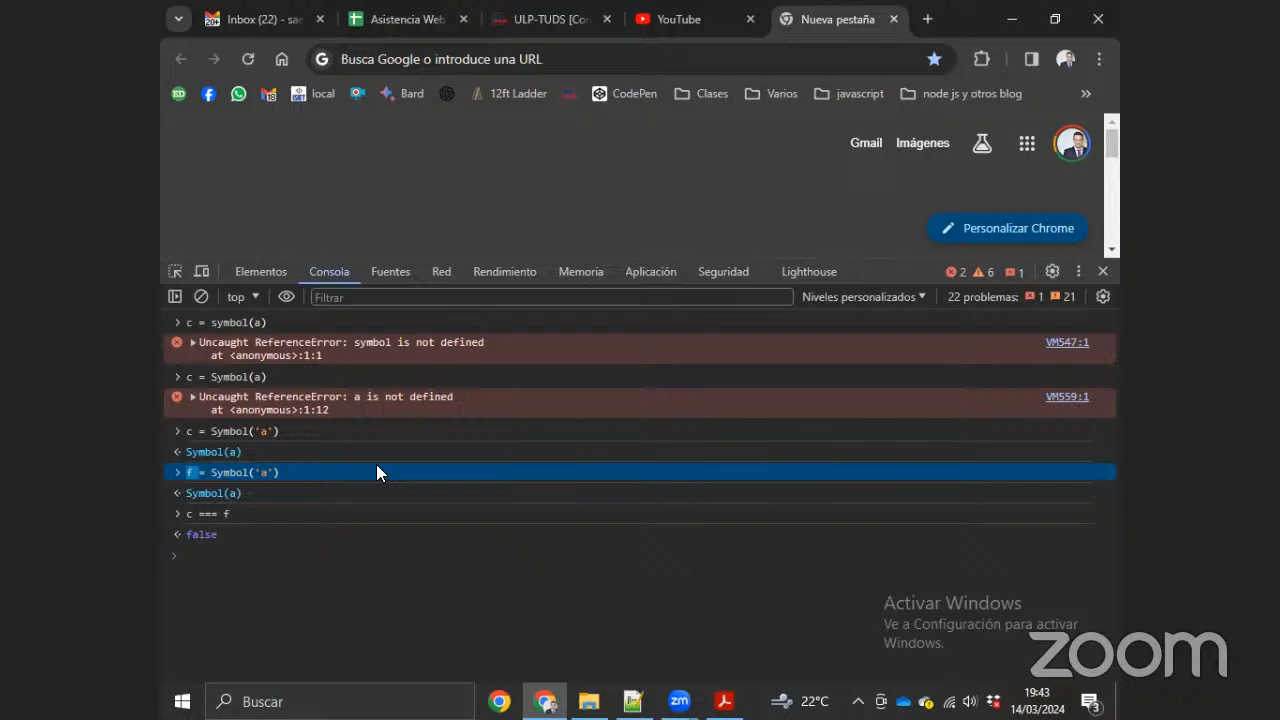 Inbox (22) - sae
Asistencia Web
ULP-TUDS [Con
YouTube
Nueva pestaña
Busca Google o introduce una URL
local
Bard
12ft Ladder
CodePen
Clases
Varios
javascript
node js y otros blog
Gmail
Imágenes
Personalizar Chrome
Elementos
Consola
Fuentes
Red
Rendimiento
Memoria
Aplicación
Seguridad
Lighthouse
2
6
1
top
Filtrar
Niveles personalizados
22 problemas:
1
21
> c = symbol(a)
Uncaught ReferenceError: symbol is not defined
at <anonymous>:1:1
VM547:1
> c = Symbol(a)
Uncaught ReferenceError: a is not defined
at <anonymous>:1:12
VM559:1
> c = Symbol('a')
Symbol(a)
> f = Symbol('a')
Symbol(a)
> c === f
false
>
Activar Windows
Ve a Configuración para activar
Windows.
zoom
Buscar
zm
22°C
19:43
14/03/2024
3